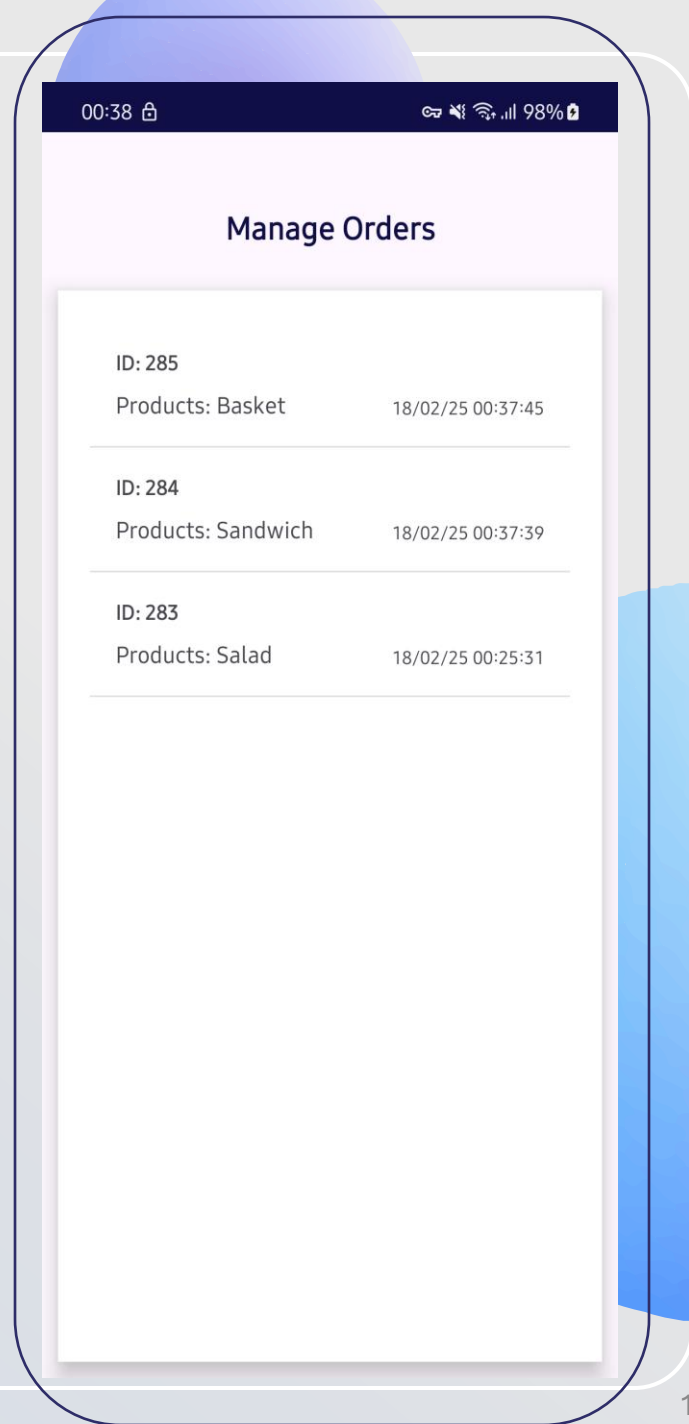 00:38 98%
Manage Orders
ID: 285
Products: Basket 18/02/25 00:37:45
ID: 284
Products: Sandwich 18/02/25 00:37:39
ID: 283
Products: Salad 18/02/25 00:25:31